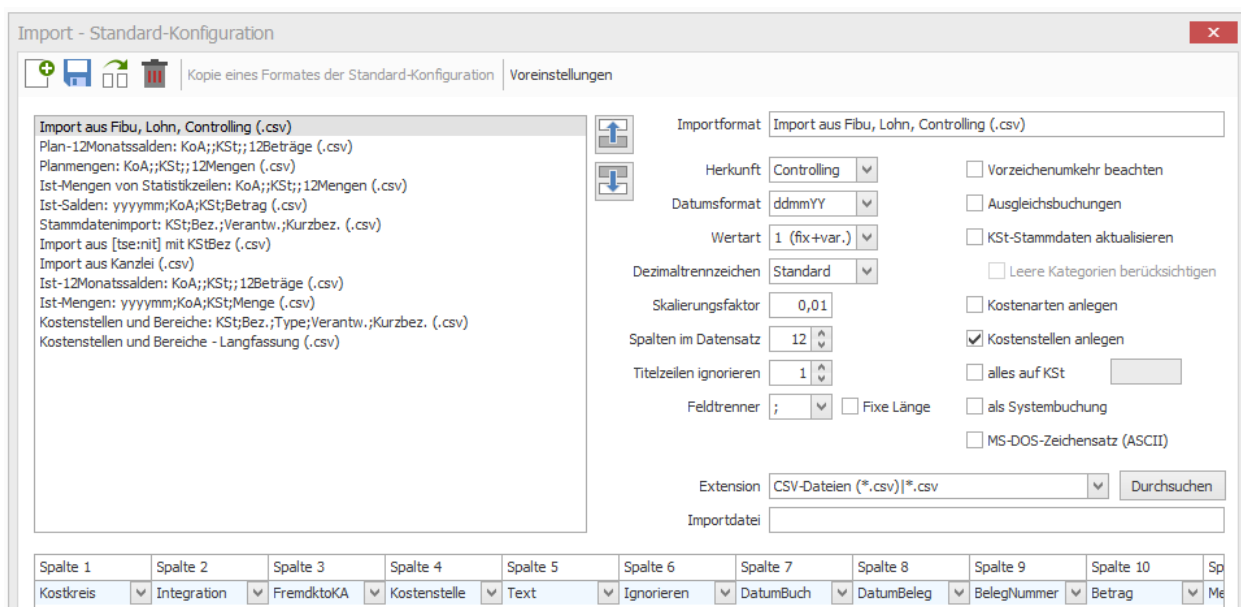 Import - Standard-Konfiguration
Kopie eines Formates der Standard-Konfiguration Voreinstellungen
Import aus Fibu, Lohn, Controlling (.csv)
Plan-12Monatssalden: KoA;;KSt;;12Beträge (.csv)
Planmengen: KoA;;KSt;;12Mengen (.csv)
Ist-Mengen von Statistikzeilen: KoA;;KSt;;12Mengen (.csv)
Ist-Salden: yyyymm;KoA;KSt;Betrag (.csv)
Stammdatenimport: KSt;Bez.;Verantw.;Kurzbez. (.csv)
Import aus [tse:nit] mit KStBez (.csv)
Import aus Kanzlei (.csv)
Ist-12Monatssalden: KoA;;KSt;;12Beträge (.csv)
Ist-Mengen: yyyymm;KoA;KSt;Menge (.csv)
Kostenstellen und Bereiche: KSt;Bez.;Type;Verantw.;Kurzbez. (.csv)
Kostenstellen und Bereiche - Langfassung (.csv)
Importformat Import aus Fibu, Lohn, Controlling (.csv)
Herkunft Controlling Vorzeichenumkehr beachten
Datumsformat ddmmYY Ausgleichsbuchungen
Wertart 1 (fix+var.) KSt-Stammdaten aktualisieren
Dezimaltrennzeichen Standard Leere Kategorien berücksichtigen
Skalierungsfaktor 0,01 Kostenarten anlegen
Spalten im Datensatz 12 Kostenstellen anlegen
Titelzeilen ignorieren 1 alles auf KSt
Feldtrenner ; Fixe Länge als Systembuchung
MS-DOS-Zeichensatz (ASCII)
Extension CSV-Dateien (*.csv)|*.csv Durchsuchen
Importdatei
Spalte 1 Spalte 2 Spalte 3 Spalte 4 Spalte 5 Spalte 6 Spalte 7 Spalte 8 Spalte 9 Spalte 10 Sp
Kostkreis Integration FremdktoKA Kostenstelle Text Ignorieren DatumBuch DatumBeleg BelegNummer Betrag Me